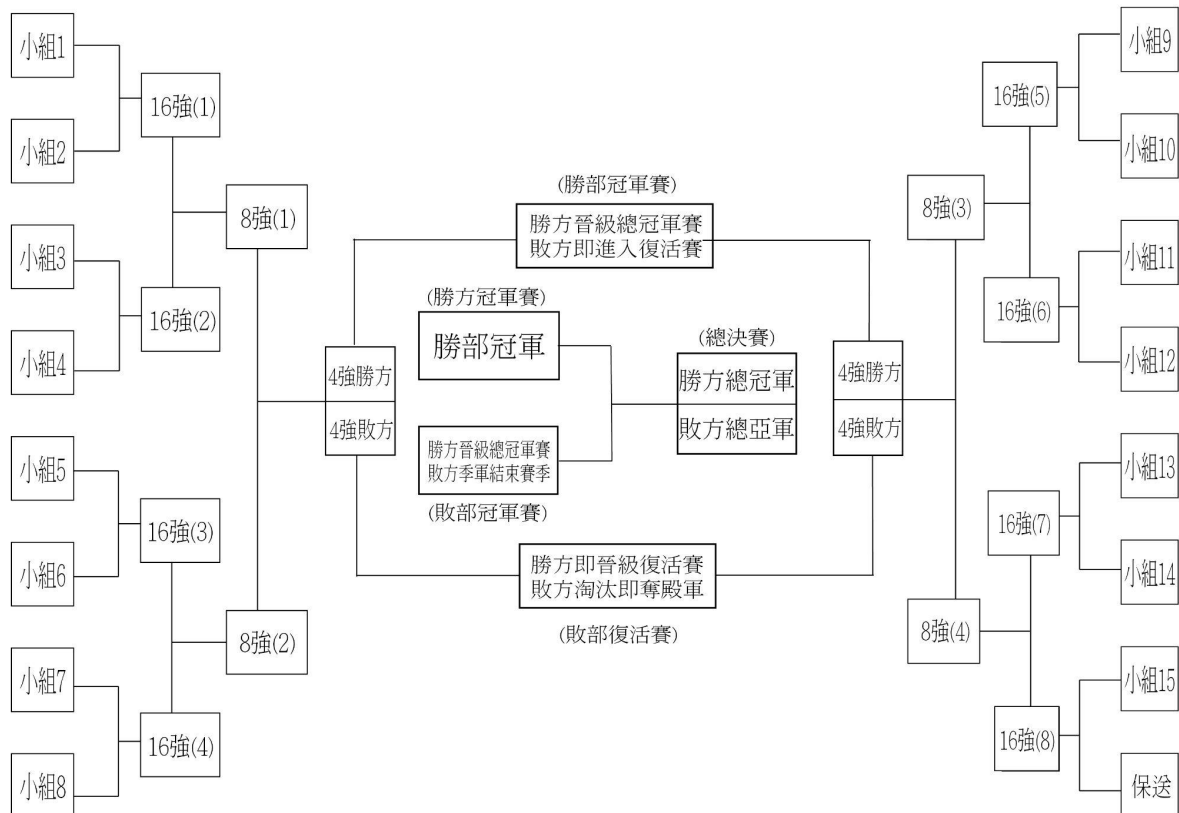 小組1
小組2
小組3
小組4
小組5
小組6
小組7
小組8
16強(1)
16強(2)
16強(3)
16強(4)
8強(1)
8強(2)
4強勝方
4強敗方
(勝部冠軍賽)
勝方晉級總冠軍賽
敗方即進入復活賽
(勝方冠軍賽)
勝部冠軍
勝方晉級總冠軍賽
敗方季軍結束賽季
(敗部冠軍賽)
(總決賽)
勝方總冠軍
敗方總亞軍
勝方即晉級復活賽
敗方淘汰即奪殿軍
(敗部復活賽)
4強勝方
4強敗方
8強(3)
8強(4)
16強(5)
16強(6)
16強(7)
16強(8)
小組9
小組10
小組11
小組12
小組13
小組14
小組15
保送